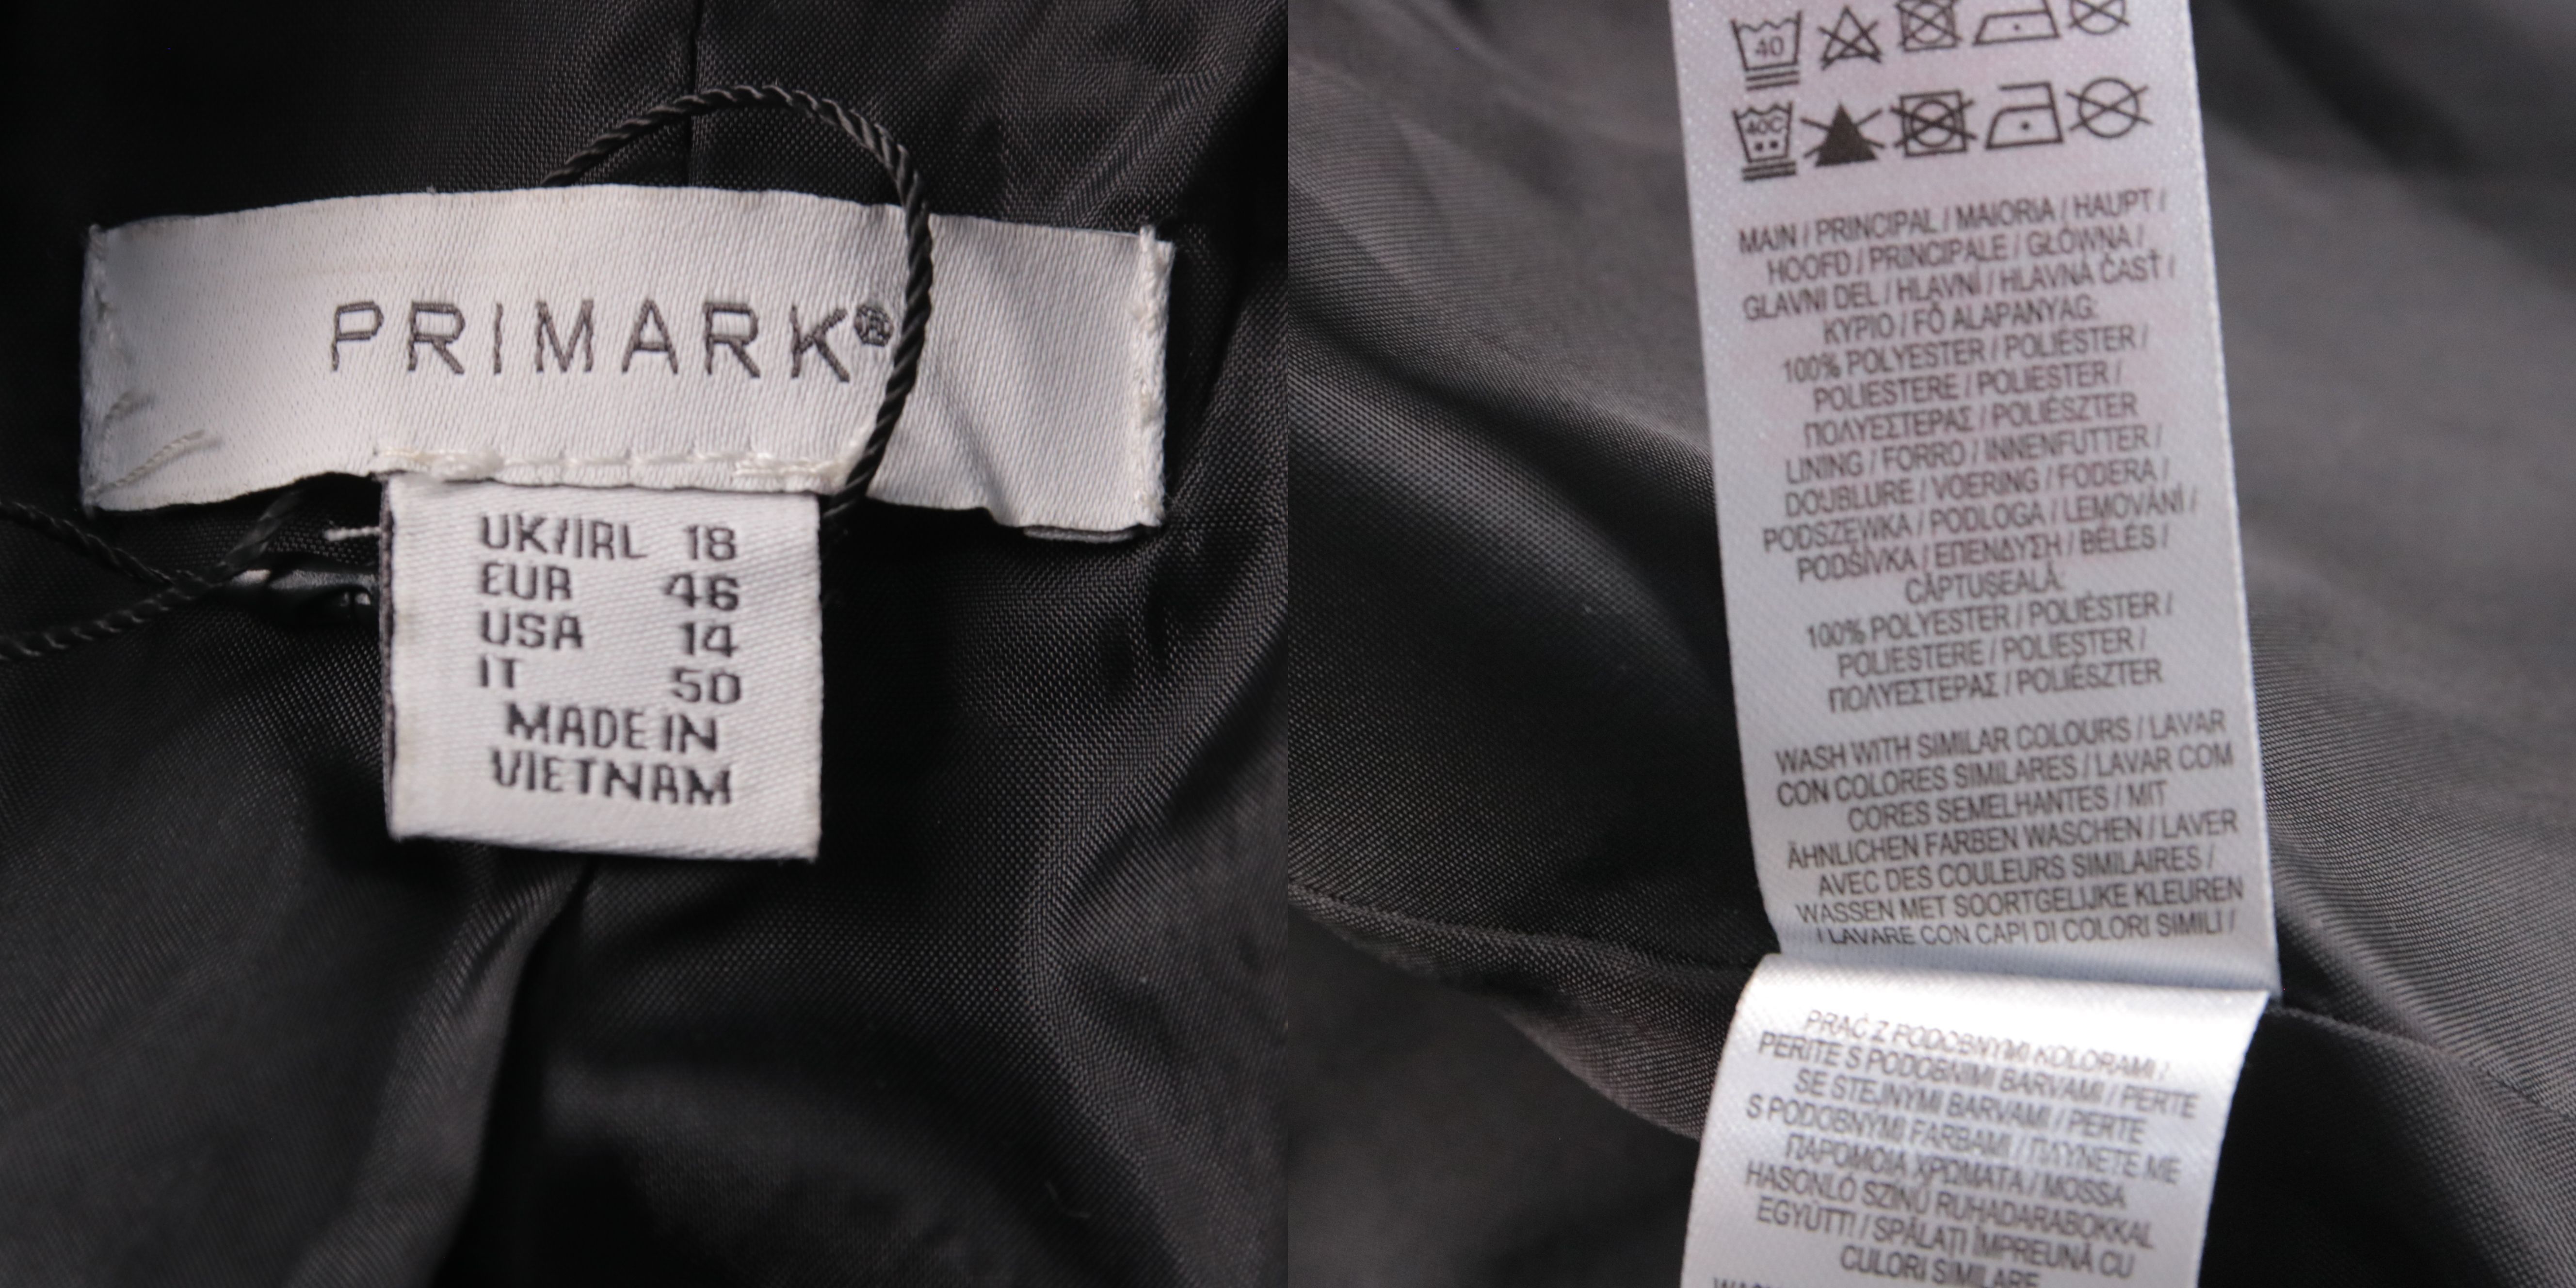 PRIMARK®
UK/IRL 18
EUR 46
USA 14
IT 50
MADE IN
VIETNAM
40
40C
MAIN / PRINCIPAL / MAIORIA / HAUPT /
HOOFD / PRINCIPALE / GŁÓWNA /
GLAVNI DEL / HLAVNÍ / HLAVNÁ ČASŤ /
ΚΥΡΙΟ / FŐ ALAPANYAG:
100% POLYESTER / POLIÉSTER /
POLIESTERE / POLIESTER /
ΠΟΛΥΕΣΤΕΡΑΣ / POLIÉSZTER
LINING / FORRO / INNENFUTTER /
DOUBLURE / VOERING / FODERA /
PODSZEWKA / PODLOGA / LEMOVÁNÍ /
PODŠÍVKA / ΕΠΕΝΔΥΣΗ / BÉLÉS /
CĂPTUȘEALĂ:
100% POLYESTER / POLIÉSTER /
POLIESTERE / POLIESTER /
ΠΟΛΥΕΣΤΕΡΑΣ / POLIÉSZTER
WASH WITH SIMILAR COLOURS / LAVAR
CON COLORES SIMILARES / LAVAR COM
CORES SEMELHANTES / MIT
ÄHNLICHEN FARBEN WASCHEN / LAVER
AVEC DES COULEURS SIMILAIRES /
WASSEN MET SOORTGELIJKE KLEUREN
/ LAVARE CON CAPI DI COLORI SIMILI /
PRAĆ Z PODOBNYMI KOLORAMI /
PERITE S PODOBNIMI BARVAMI / PERTE
SE STEJNÝMI BARVAMI / PERTE
S PODOBNÝMI FARBAMI / ΠΛΥΝΕΤΕ ΜΕ
ΠΑΡΟΜΟΙΑ ΧΡΩΜΑΤΑ / MOSSA
HASONLÓ SZÍNŰ RUHADARABOKKAL
EGYÜTT! / SPĂLAȚI ÎMPREUNĂ CU
CULORI SIMILARE